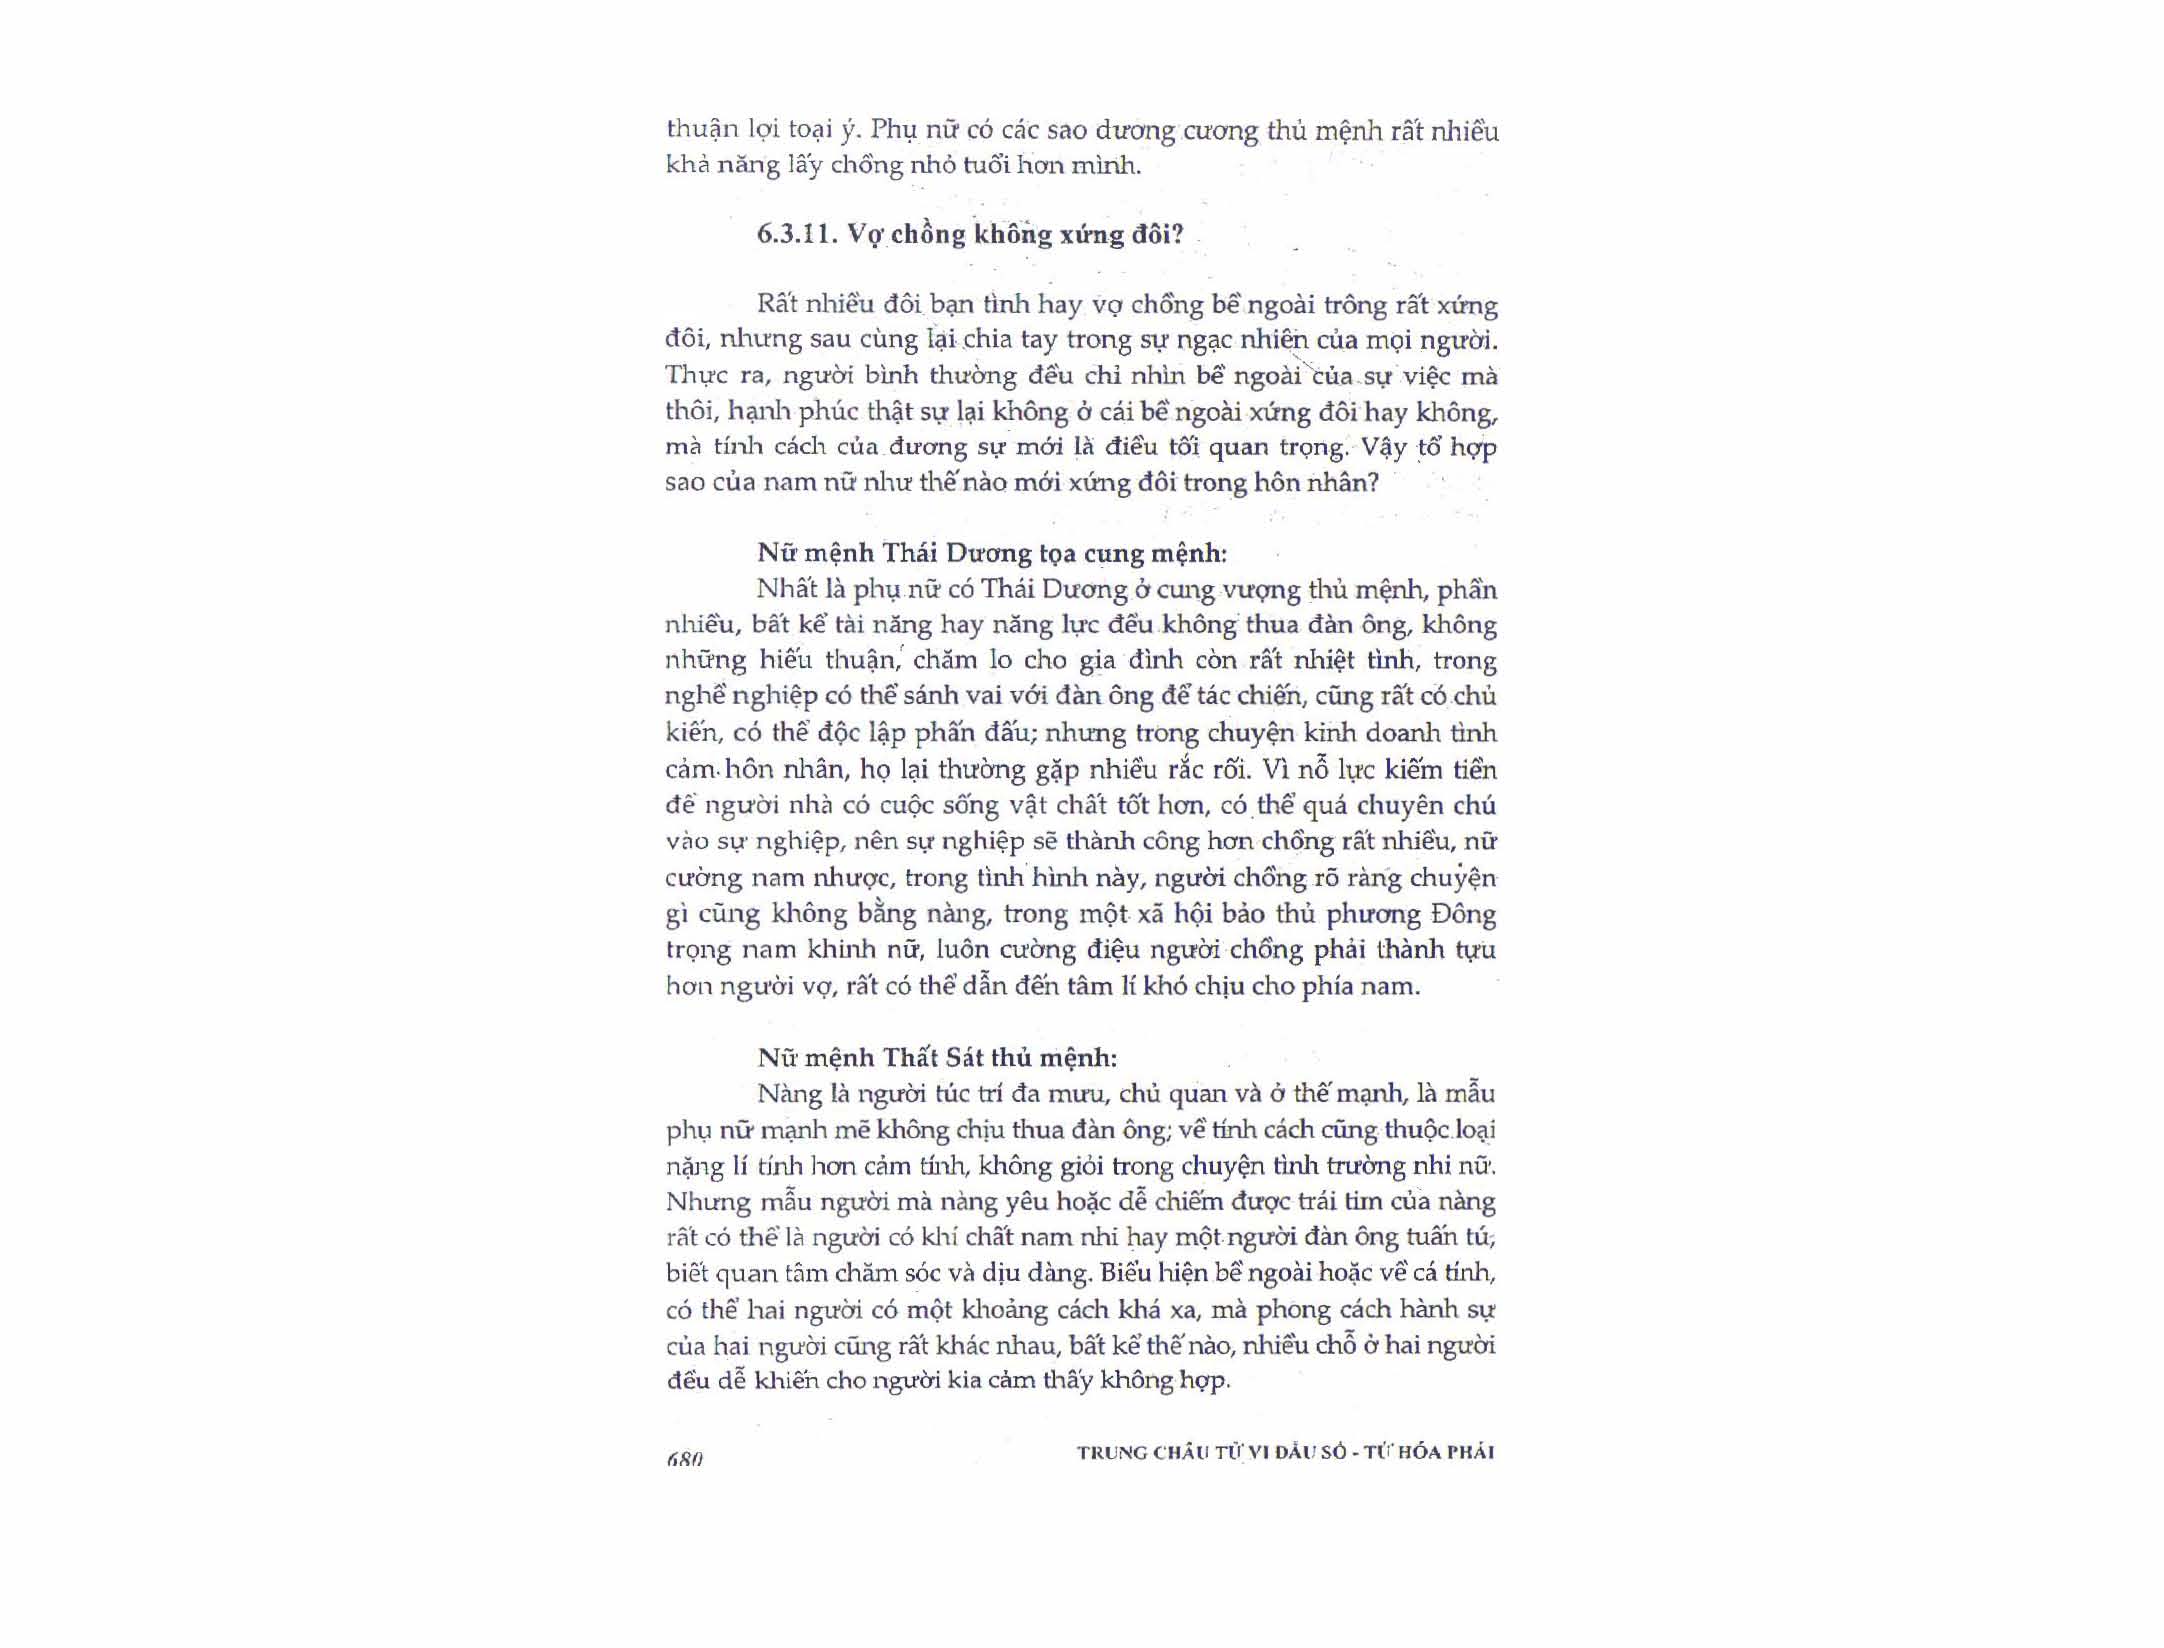 thuận lợi toại ý. Phụ nữ có các sao dương cương thủ mệnh rất nhiều
khả năng lấy chồng nhỏ tuổi hơn mình.
6.3.11. Vợ chồng không xứng đôi?
Rất nhiều đôi bạn tình hay vợ chồng bề ngoài trông rất xứng
đôi, nhưng sau cùng lại chia tay trong sự ngạc nhiên của mọi người.
Thực ra, người bình thường đều chỉ nhìn bề ngoài của sự việc mà
thôi, hạnh phúc thật sự lại không ở cái bề ngoài xứng đôi hay không,
mà tính cách của đương sự mới là điều tối quan trọng. Vậy tổ hợp
sao của nam nữ như thế nào mới xứng đôi trong hôn nhân?
Nữ mệnh Thái Dương tọa cung mệnh:
Nhất là phụ nữ có Thái Dương ở cung vượng thủ mệnh, phần
nhiều, bất kể tài năng hay năng lực đều không thua đàn ông, không
những hiếu thuận, chăm lo cho gia đình còn rất nhiệt tình, trong
nghề nghiệp có thể sánh vai với đàn ông để tác chiến, cũng rất có chủ
kiến, có thể độc lập phấn đấu; nhưng trong chuyện kinh doanh tình
cảm hôn nhân, họ lại thường gặp nhiều rắc rối. Vì nỗ lực kiếm tiền
để người nhà có cuộc sống vật chất tốt hơn, có thể quá chuyên chú
vào sự nghiệp, nên sự nghiệp sẽ thành công hơn chồng rất nhiều, nữ
cường nam nhược, trong tình hình này, người chồng rõ ràng chuyện
gì cũng không bằng nàng, trong một xã hội bảo thủ phương Đông
trọng nam khinh nữ, luôn cường điệu người chồng phải thành tựu
hơn người vợ, rất có thể dẫn đến tâm lí khó chịu cho phía nam.
Nữ mệnh Thất Sát thủ mệnh:
Nàng là người túc trí đa mưu, chủ quan và ở thế mạnh, là mẫu
phụ nữ mạnh mẽ không chịu thua đàn ông; về tính cách cũng thuộc loại
nặng lí tính hơn cảm tính, không giỏi trong chuyện tình trường nhi nữ.
Nhưng mẫu người mà nàng yêu hoặc dễ chiếm được trái tim của nàng
rất có thể là người có khí chất nam nhi hay một người đàn ông tuấn tú,
biết quan tâm chăm sóc và dịu dàng. Biểu hiện bề ngoài hoặc về cá tính,
có thể hai người có một khoảng cách khá xa, mà phong cách hành sự
của hai người cũng rất khác nhau, bất kể thế nào, nhiều chỗ ở hai người
đều dễ khiến cho người kia cảm thấy không hợp.
680
TRUNG CHÂU TỬ VI ĐẨU SỐ - TỨ HÓA PHÁI